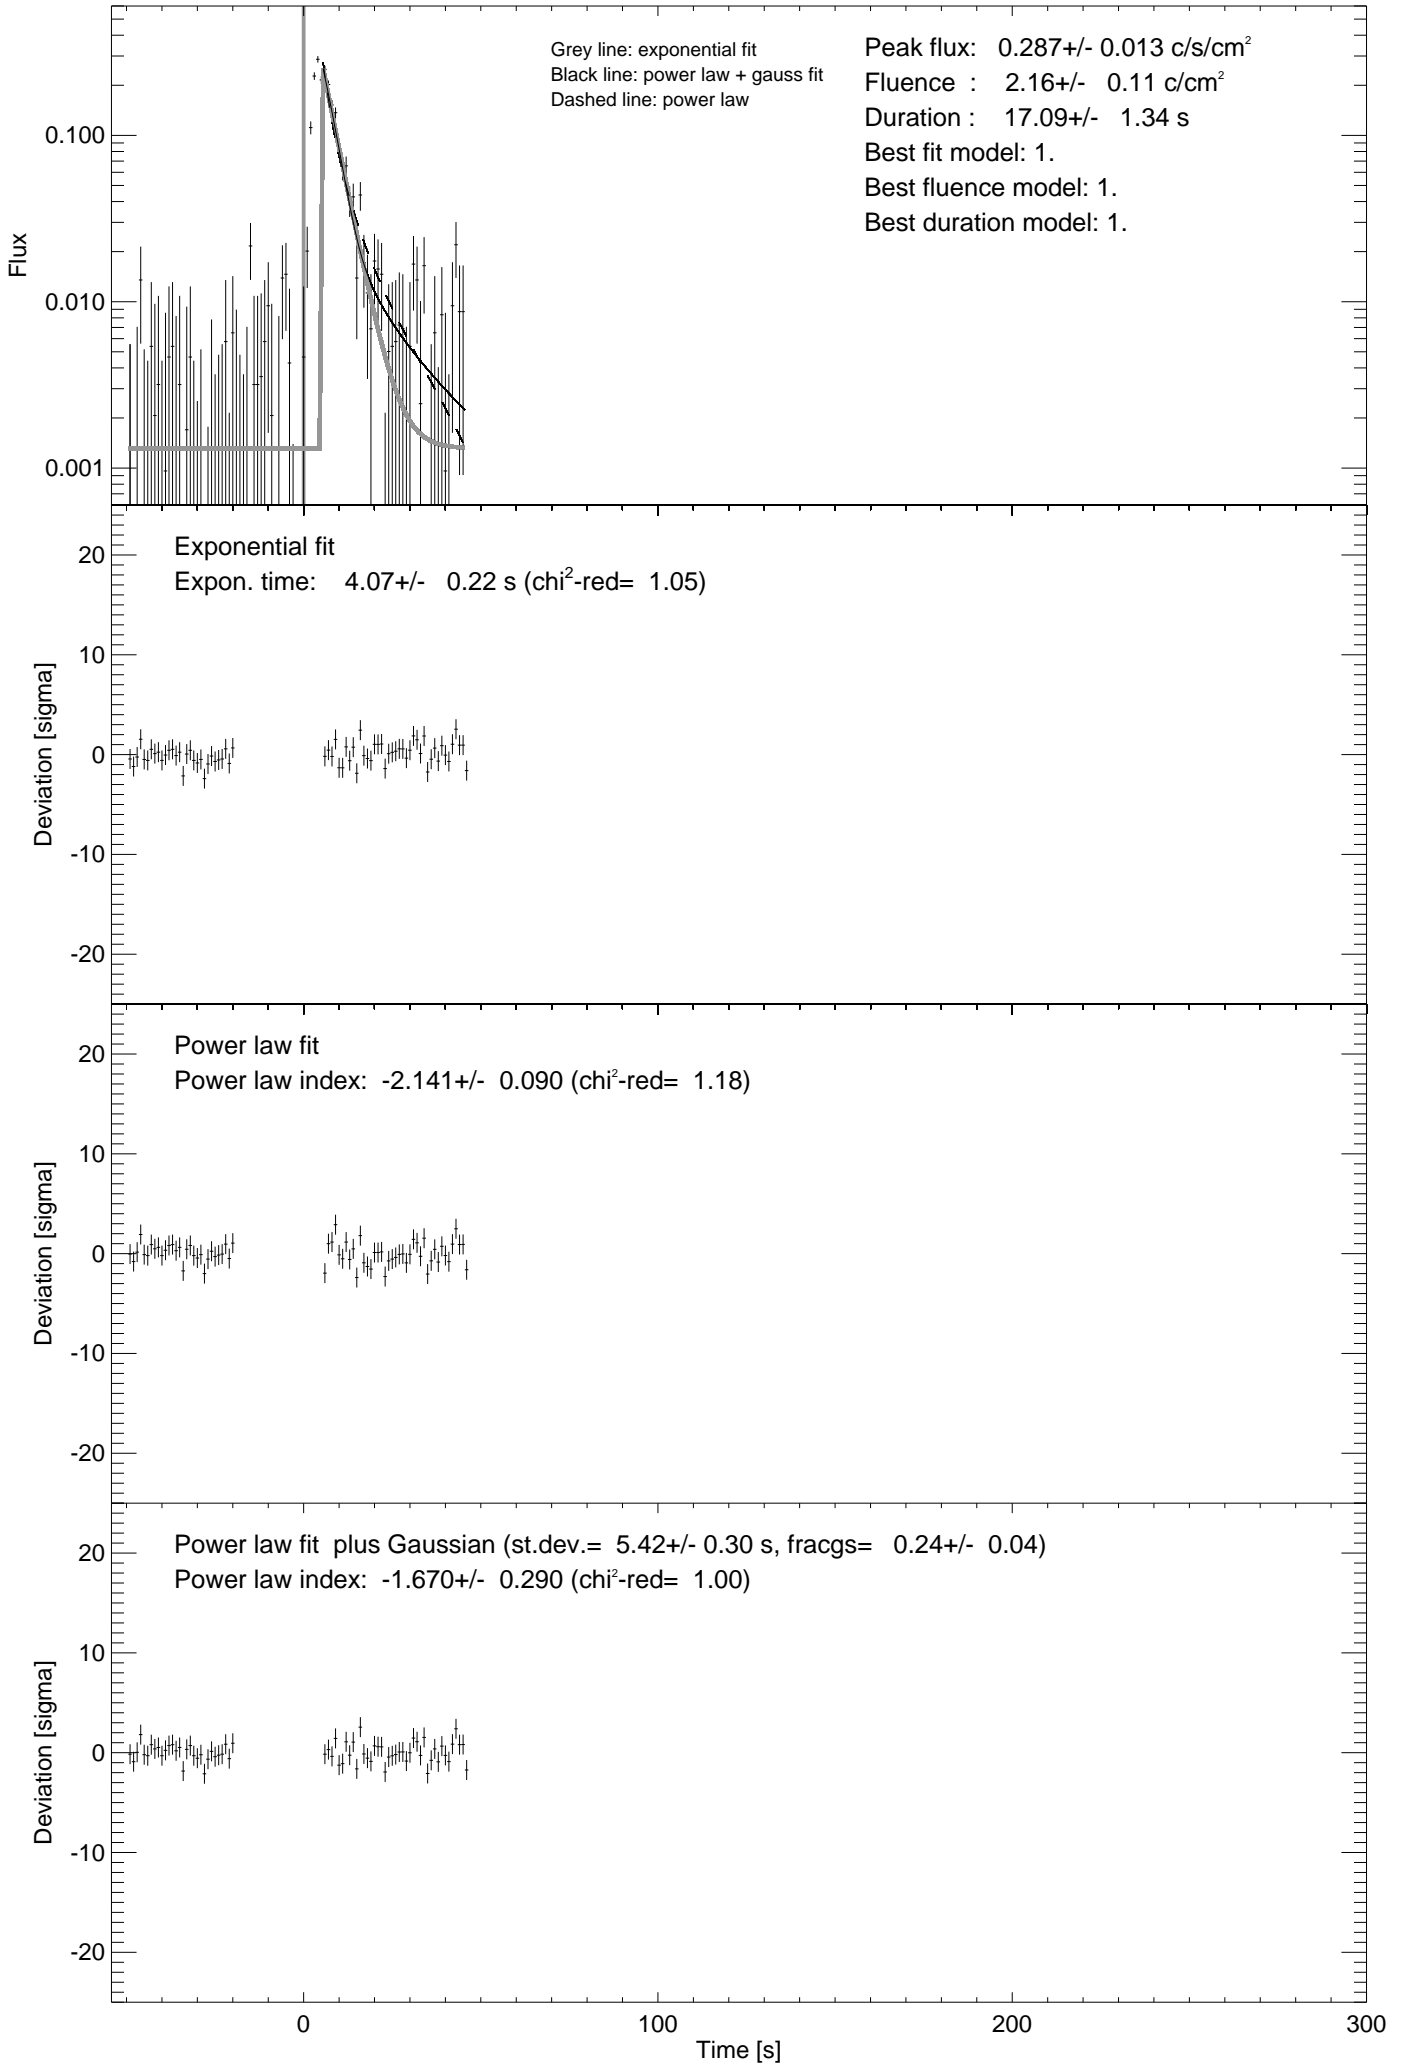 Grey line: exponential fit
Black line: power law + gauss fit
Dashed line: power law
Peak flux: 0.287+/- 0.013 c/s/cm²
Fluence : 2.16+/- 0.11 c/cm²
Duration : 17.09+/- 1.34 s
Best fit model: 1.
Best fluence model: 1.
Best duration model: 1.
Flux
0.100
0.010
0.001
Exponential fit
Expon. time: 4.07+/- 0.22 s (chi²-red= 1.05)
Deviation [sigma]
20
10
0
-10
-20
Power law fit
Power law index: -2.141+/- 0.090 (chi²-red= 1.18)
Deviation [sigma]
20
10
0
-10
-20
Power law fit plus Gaussian (st.dev.= 5.42+/- 0.30 s, fracgs= 0.24+/- 0.04)
Power law index: -1.670+/- 0.290 (chi²-red= 1.00)
Deviation [sigma]
20
10
0
-10
-20
0 100 200 300
Time [s]